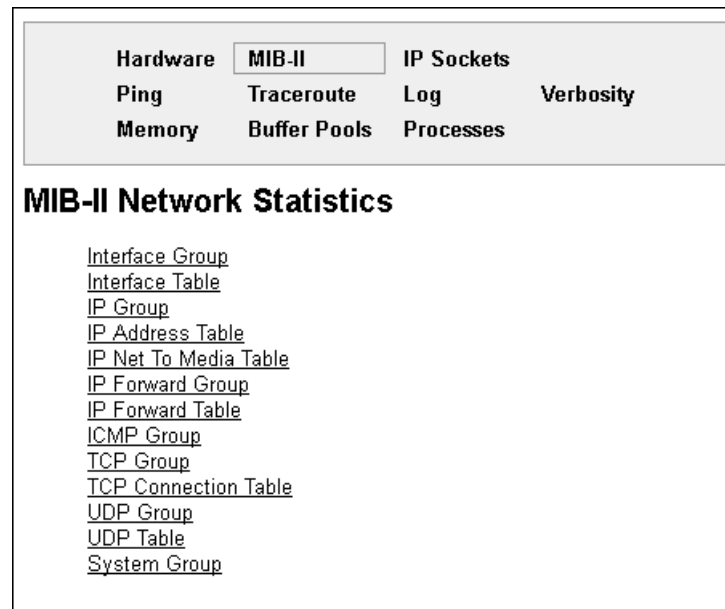 Hardware MIB-II IP Sockets
Ping Traceroute Log Verbosity
Memory Buffer Pools Processes
MIB-II Network Statistics
Interface Group
Interface Table
IP Group
IP Address Table
IP Net To Media Table
IP Forward Group
IP Forward Table
ICMP Group
TCP Group
TCP Connection Table
UDP Group
UDP Table
System Group